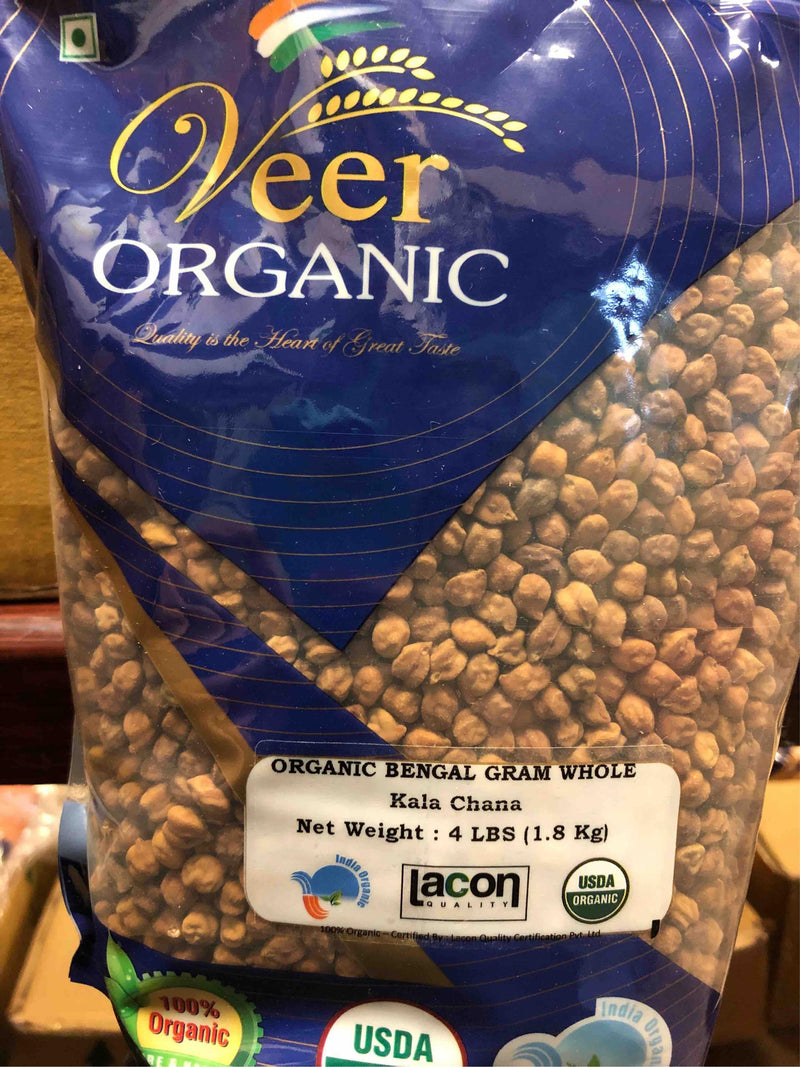 Veer
ORGANIC
Quality is the Heart of Great Taste
ORGANIC BENGAL GRAM WHOLE
Kala Chana
Net Weight : 4 LBS (1.8 Kg)
India Organic
Lacon
QUALITY
USDA
ORGANIC
100% Organic - Certified By : Lacon Quality Certification Pvt. Ltd.
100%
Organic
USDA
India Organic